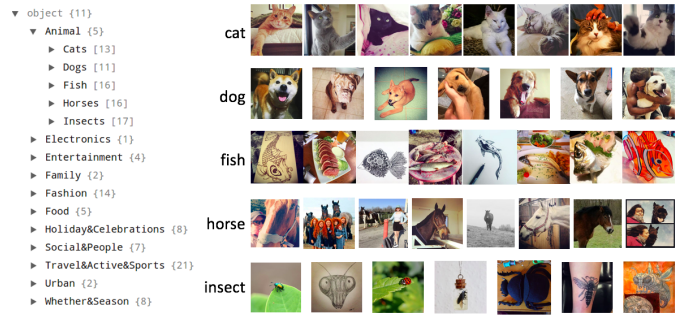 object {11}
Animal {5}
Cats [13]
Dogs [11]
Fish [16]
Horses [16]
Insects [17]
Electronics {1}
Entertainment {4}
Family {2}
Fashion {14}
Food {5}
Holiday&Celebrations {8}
Social&People {7}
Travel&Active&Sports {21}
Urban {2}
Whether&Season {8}
cat
dog
fish
horse
insect